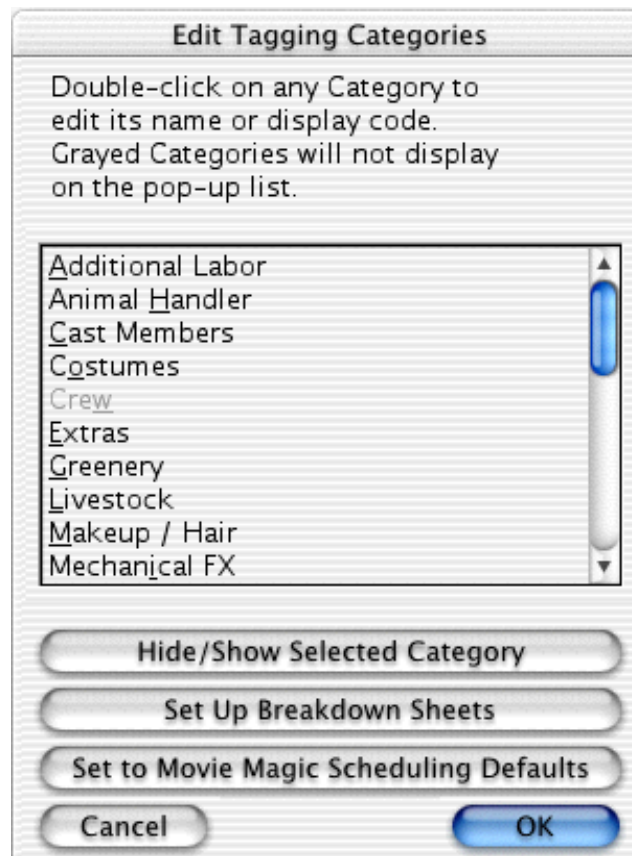 Edit Tagging Categories
Double-click on any Category to
edit its name or display code.
Grayed Categories will not display
on the pop-up list.
Additional Labor
Animal Handler
Cast Members
Costumes
Crew
Extras
Greenery
Livestock
Makeup / Hair
Mechanical FX
Hide/Show Selected Category
Set Up Breakdown Sheets
Set to Movie Magic Scheduling Defaults
Cancel OK